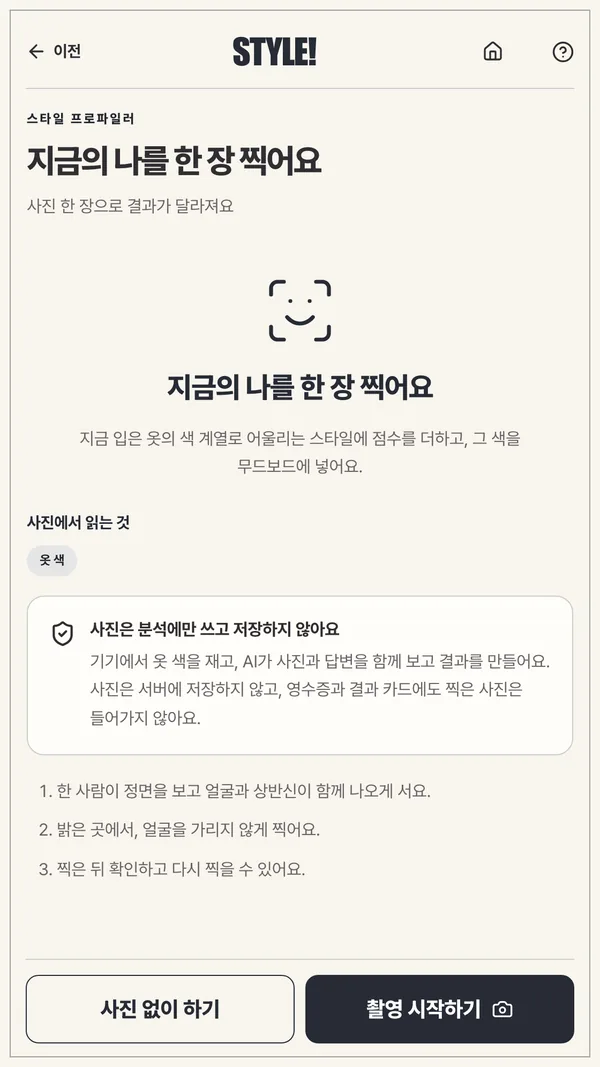 이전
STYLE!
스타일 프로파일러
지금의 나를 한 장 찍어요
사진 한 장으로 결과가 달라져요
지금의 나를 한 장 찍어요
지금 입은 옷의 색 계열로 어울리는 스타일에 점수를 더하고, 그 색을
무드보드에 넣어요.
사진에서 읽는 것
옷 색
사진은 분석에만 쓰고 저장하지 않아요
기기에서 옷 색을 재고, AI가 사진과 답변을 함께 보고 결과를 만들어요.
사진은 서버에 저장하지 않고, 영수증과 결과 카드에도 찍은 사진은
들어가지 않아요.
1. 한 사람이 정면을 보고 얼굴과 상반신이 함께 나오게 서요.
2. 밝은 곳에서, 얼굴을 가리지 않게 찍어요.
3. 찍은 뒤 확인하고 다시 찍을 수 있어요.
사진 없이 하기
촬영 시작하기